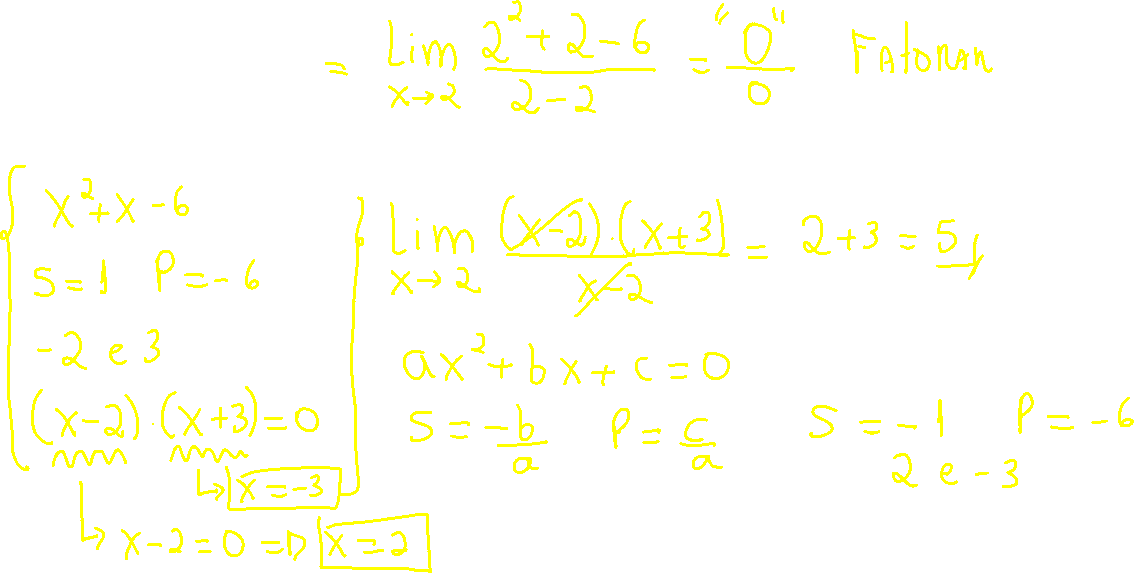 = Lim x→2 (2²+2-6)/(2-2) = "0"/0 FATORAR
x²+x-6
S=1 P=-6
-2 e 3
(x-2).(x+3)=0
↳ x=-3
↳ x-2=0 ⇒ x=2
Lim x→2 (x-2).(x+3)/(x-2) = 2+3=5
ax²+bx+c=0
S=-b/a P=c/a S=-1 P=-6
2 e -3